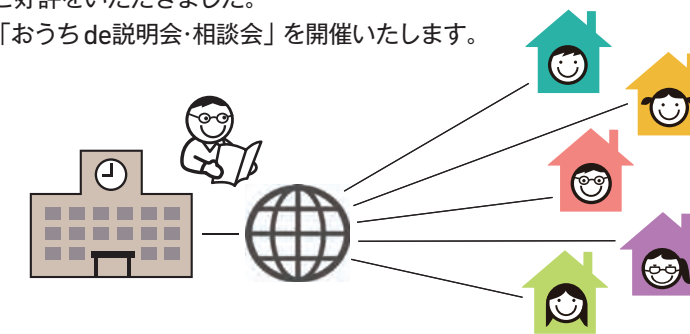 ご好評をいただきました。
「おうちde説明会・相談会」を開催いたします。